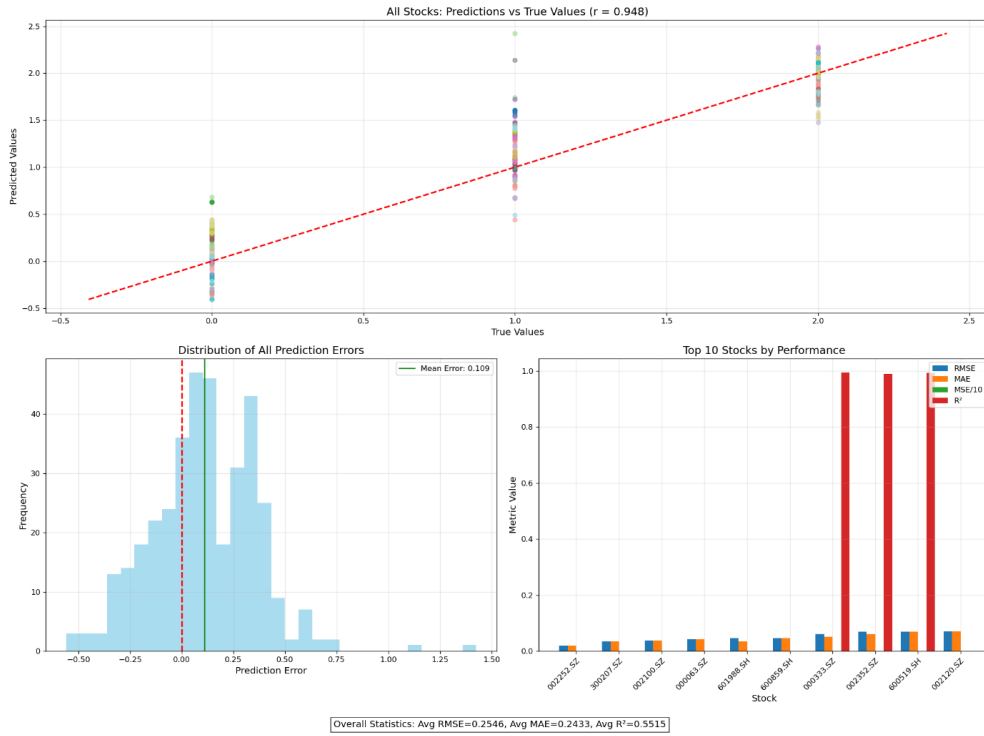 All Stocks: Predictions vs True Values (r = 0.948)
2.5
2.0
1.5
1.0
0.5
0.0
−0.5
Predicted Values
−0.5
0.0
0.5
1.0
1.5
2.0
2.5
True Values
Distribution of All Prediction Errors
Mean Error: 0.109
40
30
20
10
0
Frequency
−0.50
−0.25
0.00
0.25
0.50
0.75
1.00
1.25
1.50
Prediction Error
Top 10 Stocks by Performance
RMSE
MAE
MSE/10
R²
1.0
0.8
0.6
0.4
0.2
0.0
Metric Value
002252.SZ
300207.SZ
002100.SZ
000063.SZ
601988.SH
600859.SH
000333.SZ
002352.SZ
600519.SH
002120.SZ
Stock
Overall Statistics: Avg RMSE=0.2546, Avg MAE=0.2433, Avg R²=0.5515